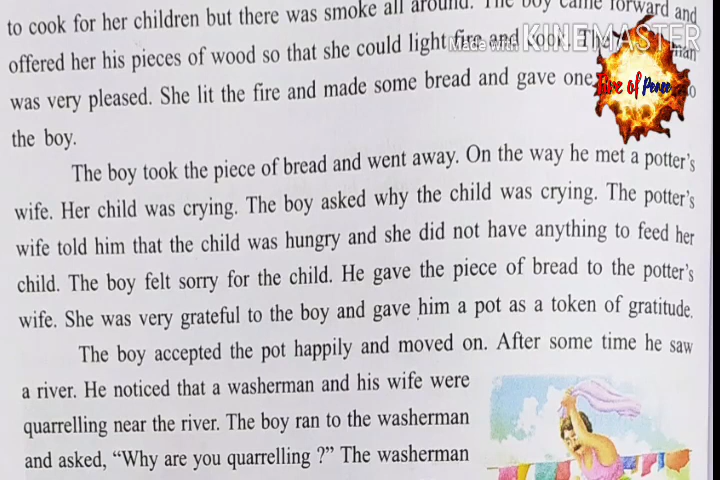 to cook for her children but there was smoke all around. The boy came forward and
offered her his pieces of wood so that she could light fire and cook. The
was very pleased. She lit the fire and made some bread and gave one
the boy.
The boy took the piece of bread and went away. On the way he met a potter's
wife. Her child was crying. The boy asked why the child was crying. The potter's
wife told him that the child was hungry and she did not have anything to feed her
child. The boy felt sorry for the child. He gave the piece of bread to the potter's
wife. She was very grateful to the boy and gave him a pot as a token of gratitude.
The boy accepted the pot happily and moved on. After some time he saw
a river. He noticed that a washerman and his wife were
quarrelling near the river. The boy ran to the washerman
and asked, “Why are you quarrelling ?” The washerman
Made with KINEMASTER
of Peace